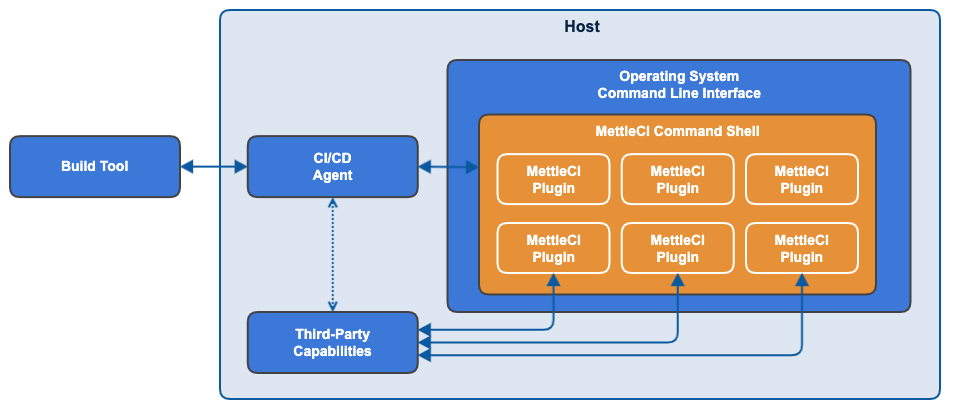 Host
Operating System
Command Line Interface
MettleCI Command Shell
Build Tool
CI/CD
Agent
MettleCI
Plugin
MettleCI
Plugin
MettleCI
Plugin
MettleCI
Plugin
MettleCI
Plugin
MettleCI
Plugin
Third-Party
Capabilities